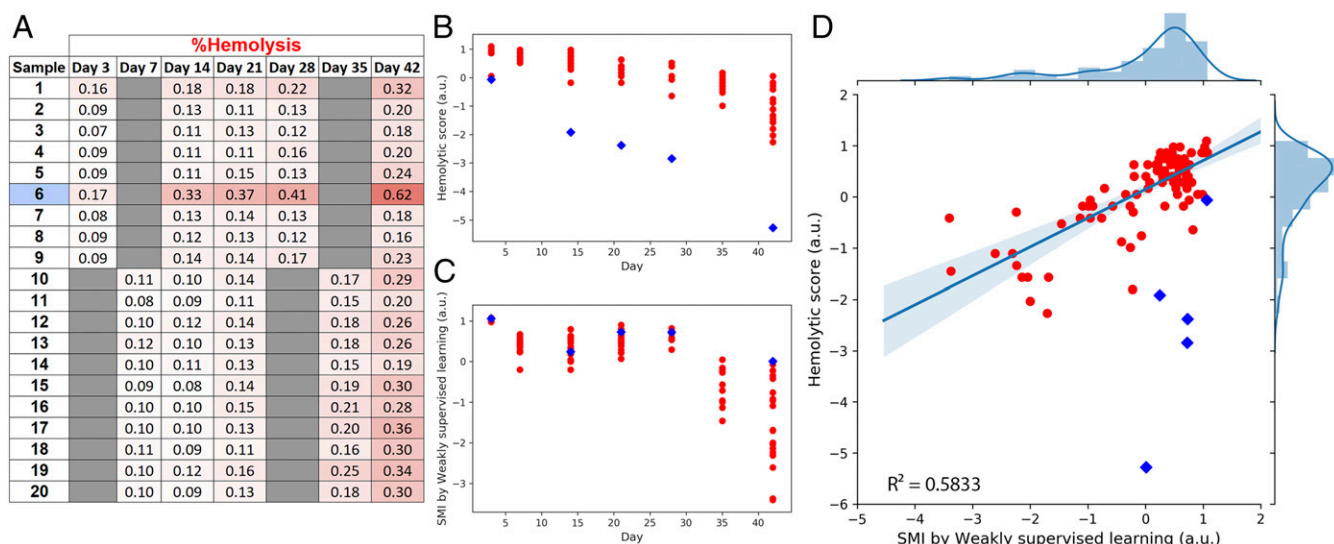 A
%Hemolysis
Sample Day 3 Day 7 Day 14 Day 21 Day 28 Day 35 Day 42
1 0.16 0.18 0.18 0.22 0.32
2 0.09 0.13 0.11 0.13 0.20
3 0.07 0.11 0.13 0.12 0.18
4 0.09 0.11 0.11 0.16 0.20
5 0.09 0.11 0.15 0.13 0.24
6 0.17 0.33 0.37 0.41 0.62
7 0.08 0.13 0.14 0.13 0.18
8 0.09 0.12 0.13 0.12 0.16
9 0.09 0.14 0.14 0.17 0.23
10 0.11 0.10 0.14 0.17 0.29
11 0.08 0.09 0.11 0.15 0.20
12 0.10 0.12 0.14 0.18 0.26
13 0.12 0.10 0.13 0.18 0.26
14 0.10 0.11 0.13 0.15 0.19
15 0.09 0.08 0.14 0.19 0.30
16 0.10 0.10 0.15 0.21 0.28
17 0.10 0.10 0.13 0.20 0.36
18 0.11 0.09 0.11 0.16 0.30
19 0.10 0.12 0.16 0.25 0.34
20 0.10 0.09 0.13 0.18 0.30
B
Hemolytic score (a.u.)
1
0
−1
−2
−3
−4
−5
5 10 15 20 25 30 35 40
Day
C
SMI by Weakly supervised learning (a.u.)
1
0
−1
−2
−3
5 10 15 20 25 30 35 40
Day
D
Hemolytic score (a.u.)
2
1
0
−1
−2
−3
−4
−5
−6
R² = 0.5833
−5 −4 −3 −2 −1 0 1 2
SMI by Weakly supervised learning (a.u.)